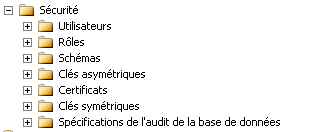 Sécurité
Utilisateurs
Rôles
Schémas
Clés asymétriques
Certificats
Clés symétriques
Spécifications de l'audit de la base de données